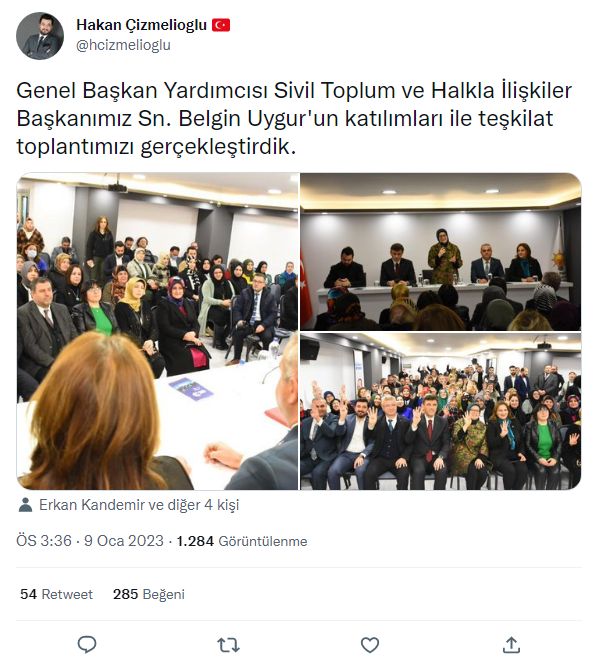 Hakan Çizmelioglu 🇹🇷
@hcizmelioglu
Genel Başkan Yardımcısı Sivil Toplum ve Halkla İlişkiler
Başkanımız Sn. Belgin Uygur'un katılımları ile teşkilat
toplantımızı gerçekleştirdik.
Erkan Kandemir ve diğer 4 kişi
ÖS 3:36 · 9 Oca 2023 · 1.284 Görüntülenme
54 Retweet 285 Beğeni